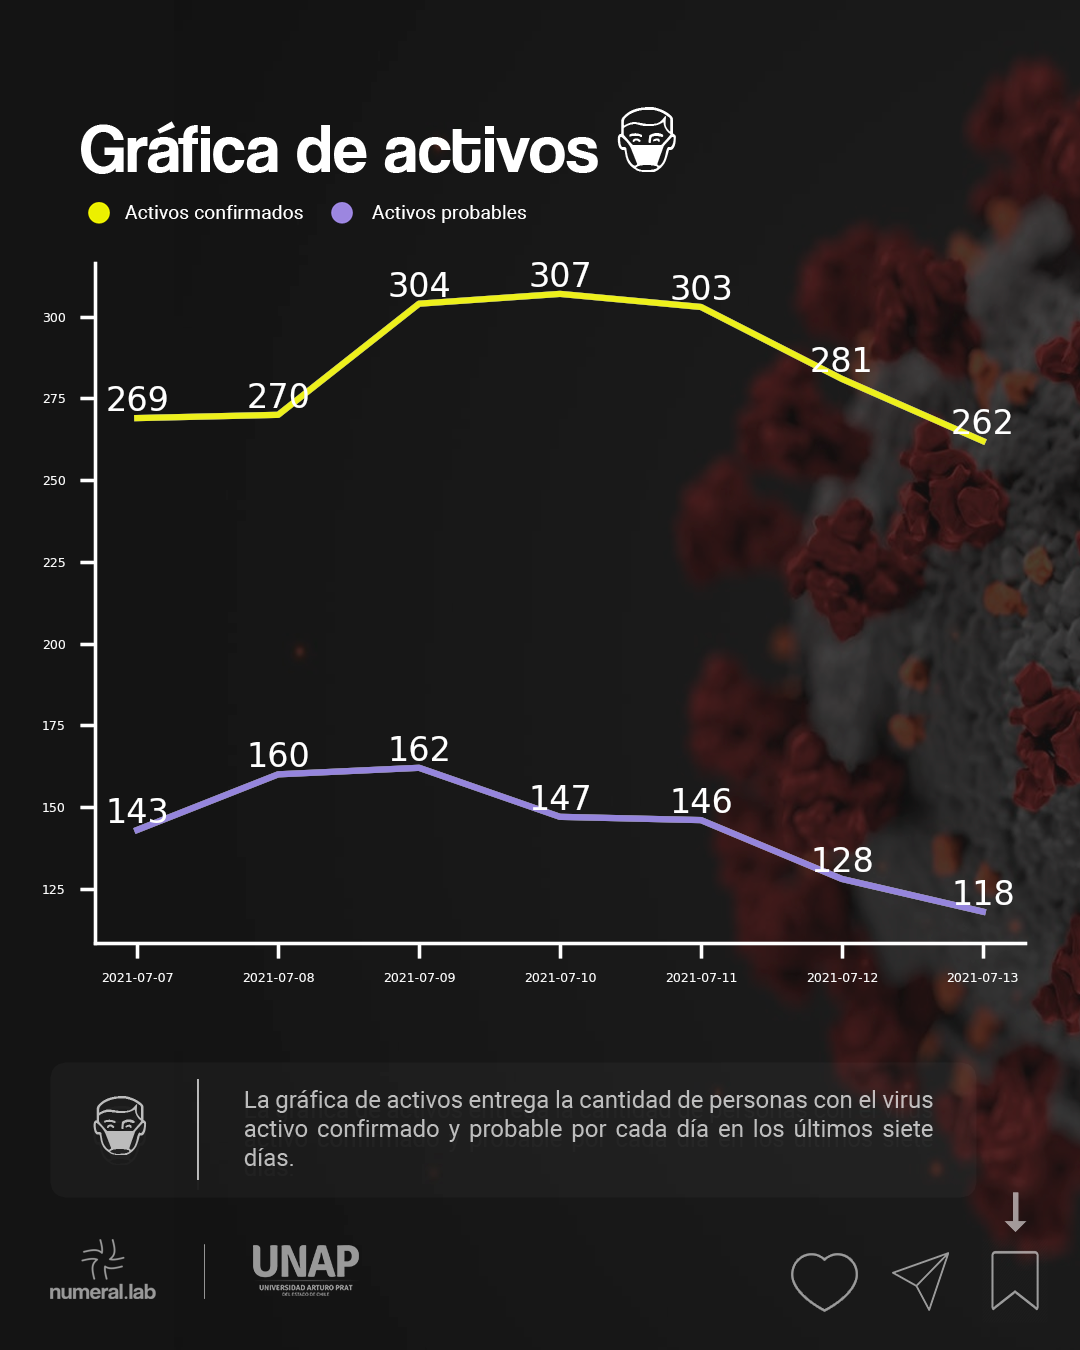 Gráfica de activos
Activos confirmados Activos probables
304 307 303
300
281
269 270 262
275
250
225
200
175
160 162
143 147 146
150
128 118
125
2021-07-07 2021-07-08 2021-07-09 2021-07-10 2021-07-11 2021-07-12 2021-07-13
La gráfica de activos entrega la cantidad de personas con el virus
activo confirmado y probable por cada día en los últimos siete
días.
numeral.lab
UNAP
UNIVERSIDAD ARTURO PRAT
DEL ESTADO DE CHILE